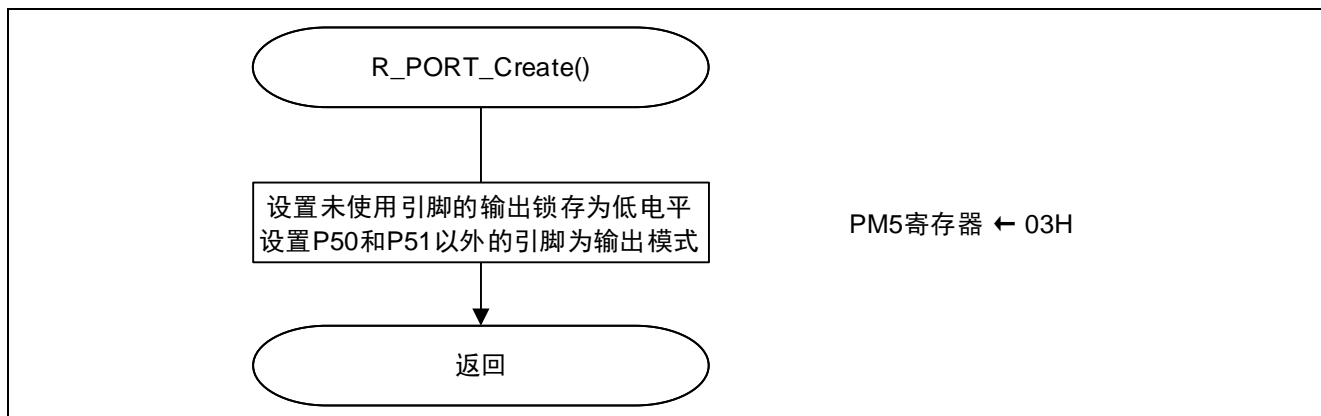 R_PORT_Create()
设置未使用引脚的输出锁存为低电平
设置P50和P51以外的引脚为输出模式
PM5寄存器 ← 03H
返回